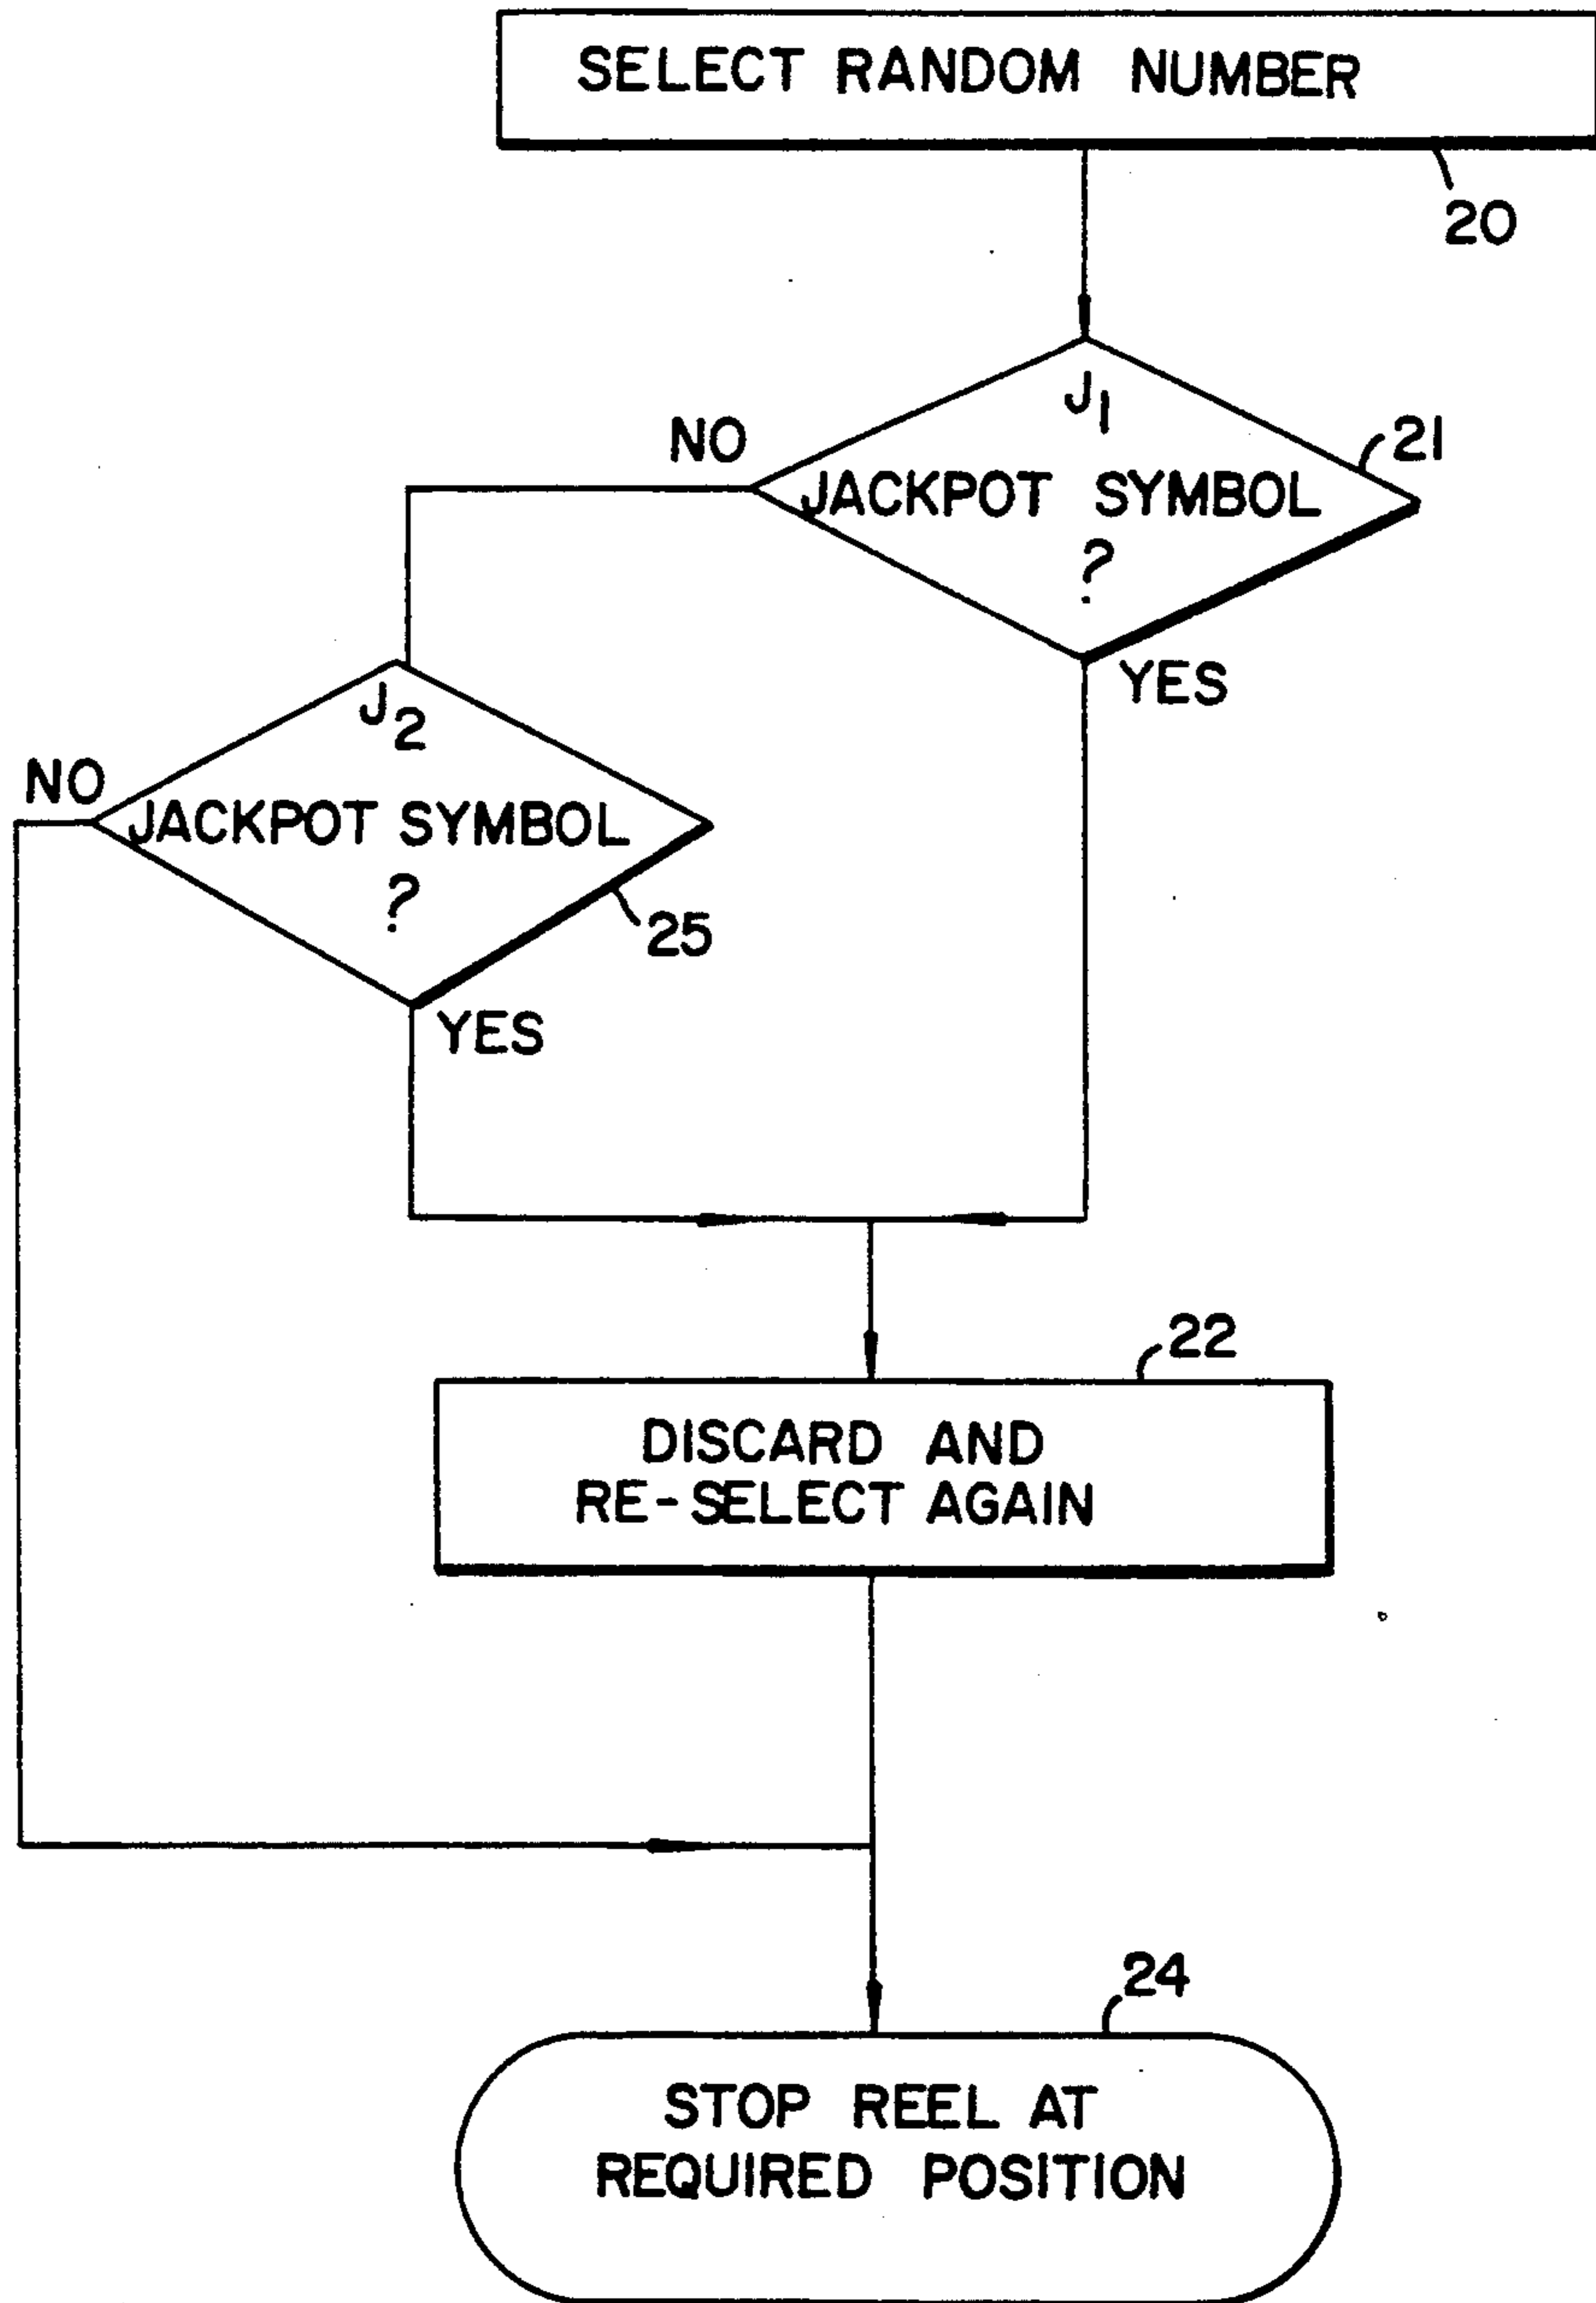 SELECT RANDOM NUMBER
20
J1
JACKPOT SYMBOL
?
21
NO
YES
J2
JACKPOT SYMBOL
?
25
NO
YES
22
DISCARD AND
RE-SELECT AGAIN
24
STOP REEL AT
REQUIRED POSITION